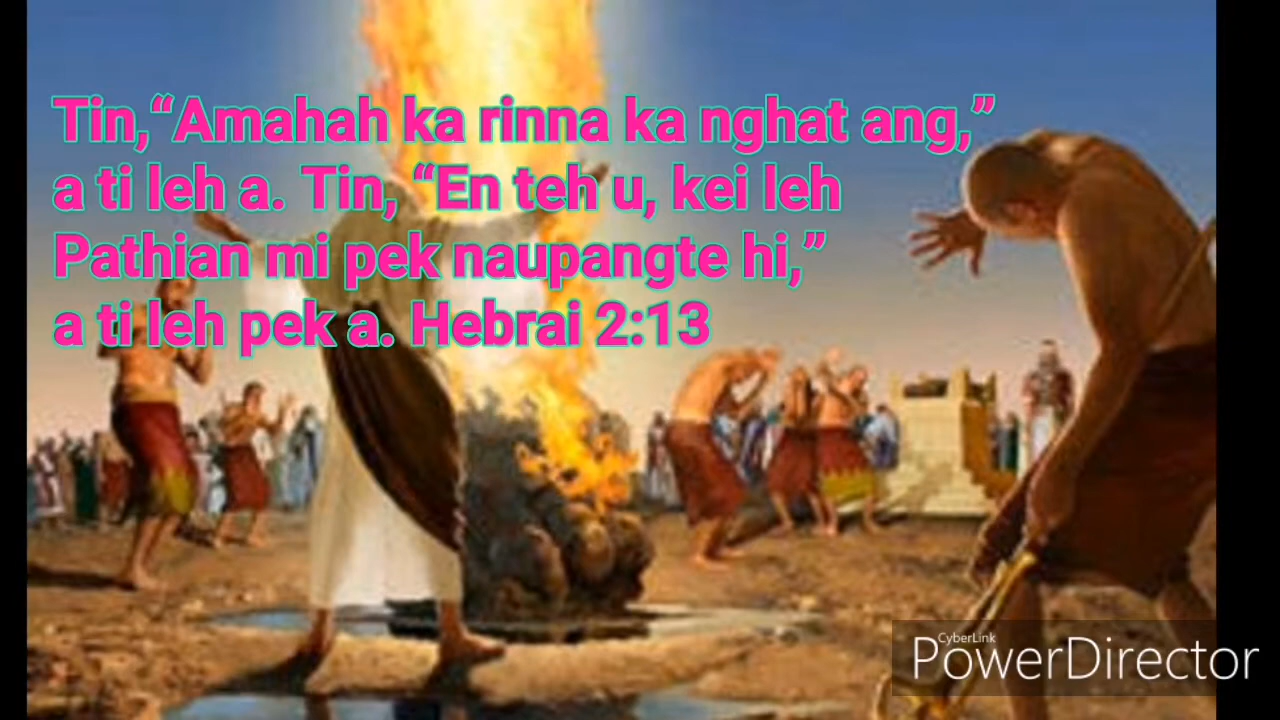 Tin,“Amahah ka rinna ka nghat ang,”
a ti leh a. Tin, “En teh u, kei leh
Pathian mi pek naupangte hi,”
a ti leh pek a. Hebrai 2:13
CyberLink
PowerDirector